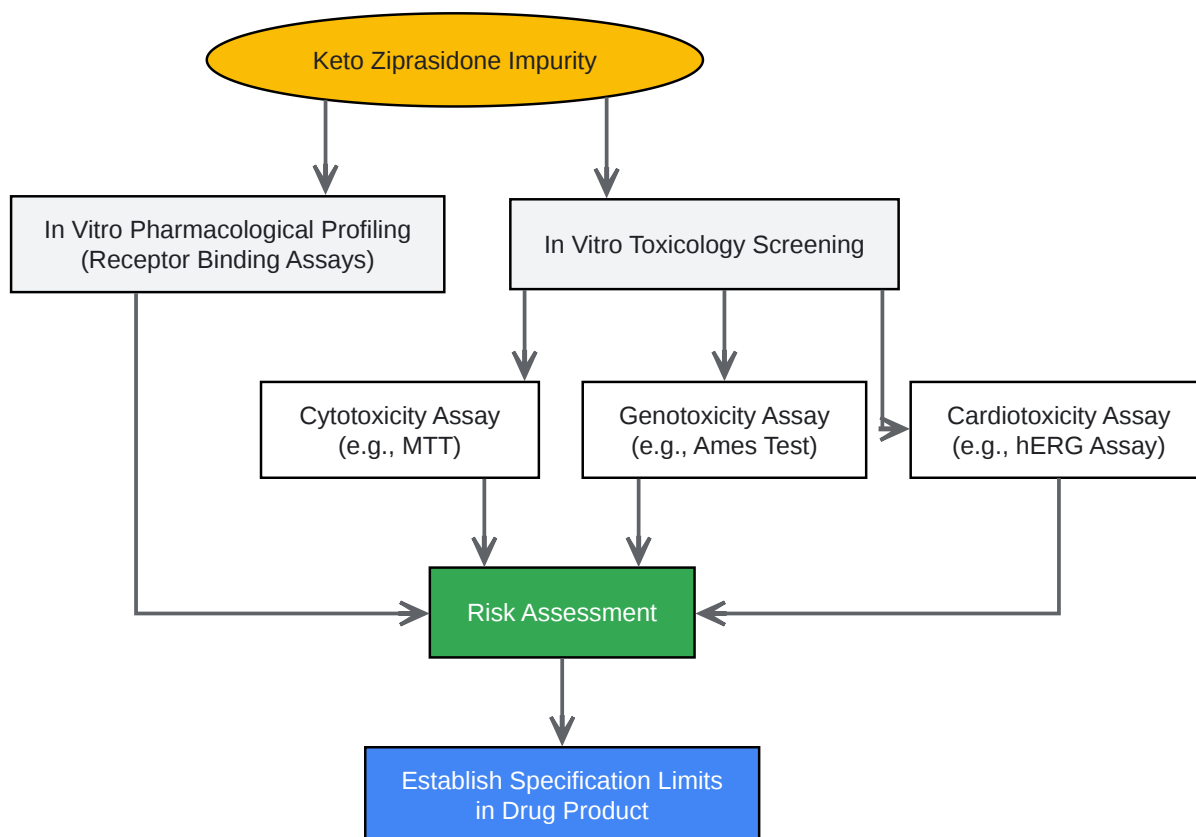 Keto Ziprasidone Impurity
In Vitro Pharmacological Profiling
(Receptor Binding Assays)
In Vitro Toxicology Screening
Cytotoxicity Assay
(e.g., MTT)
Genotoxicity Assay
(e.g., Ames Test)
Cardiotoxicity Assay
(e.g., hERG Assay)
Risk Assessment
Establish Specification Limits
in Drug Product